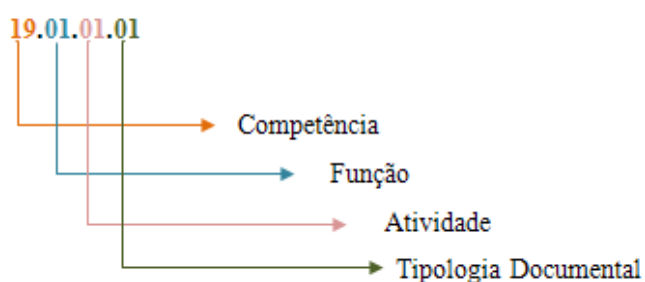 19.01.01.01
Competência
Função
Atividade
Tipologia Documental